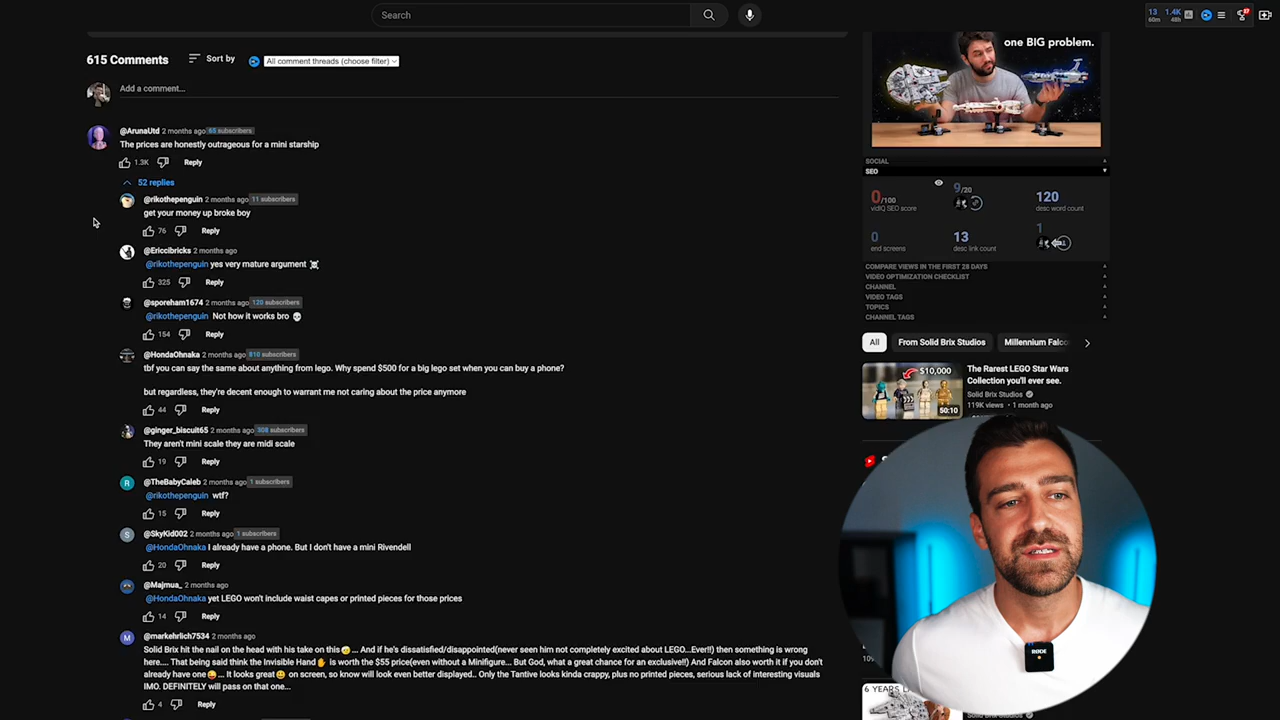 Search
13
60m
1.4K
48h
37
one BIG problem.
615 Comments
Sort by
All comment threads (choose filter)
Add a comment...
@ArunaUtd 2 months ago 65 subscribers
The prices are honestly outrageous for a mini starship
1.3K
Reply
52 replies
@rikothepenguin 2 months ago 11 subscribers
get your money up broke boy
76
Reply
@Ericcibricks 2 months ago
@rikothepenguin yes very mature argument ☠
325
Reply
@sporeham1674 2 months ago 120 subscribers
@rikothepenguin Not how it works bro 💀
154
Reply
@HondaOhnaka 2 months ago 810 subscribers
tbf you can say the same about anything from lego. Why spend $500 for a big lego set when you can buy a phone?
but regardless, they're decent enough to warrant me not caring about the price anymore
44
Reply
@ginger_biscuit65 2 months ago 308 subscribers
They aren't mini scale they are midi scale
19
Reply
@TheBabyCaleb 2 months ago 1 subscribers
@rikothepenguin wtf?
15
Reply
@SkyKid002 2 months ago 1 subscribers
@HondaOhnaka I already have a phone. But I don't have a mini Rivendell
20
Reply
@Majmua_ 2 months ago
@HondaOhnaka yet LEGO won't include waist capes or printed pieces for those prices
14
Reply
@markehrlich7534 2 months ago
Solid Brix hit the nail on the head with his take on this... And if he's dissatisfied/disappointed(never seen him not completely excited about LEGO...Ever!!) then something is wrong
here.... That being said think the Invisible Hand✋ is worth the $55 price(even without a Minifigure... But God, what a great chance for an exclusive!!) And Falcon also worth it if you don't
already have one... It looks great on screen, so know will look even better displayed.. Only the Tantive looks kinda crappy, plus no printed pieces, serious lack of interesting visuals
IMO. DEFINITELY will pass on that one...
4
Reply
SOCIAL
SEO
0/100
vidIQ SEO score
9/20
120
desc word count
0
end screens
13
desc link count
1
COMPARE VIEWS IN THE FIRST 28 DAYS
VIDEO OPTIMIZATION CHECKLIST
CHANNEL
VIDEO TAGS
TOPICS
CHANNEL TAGS
All
From Solid Brix Studios
Millennium Falco
$10,000
50:10
The Rarest LEGO Star Wars
Collection you'll ever see.
Solid Brix Studios
119K views • 1 month ago
RØDE
6 YEARS